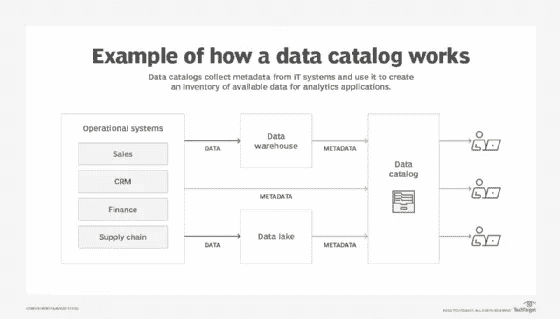 Example of how a data catalog works
Data catalogs collect metadata from IT systems and use it to create
an inventory of available data for analytics applications.
Operational systems
Sales
CRM
Finance
Supply chain
DATA
Data
warehouse
METADATA
METADATA
DATA
Data lake
METADATA
Data
catalog
TechTarget